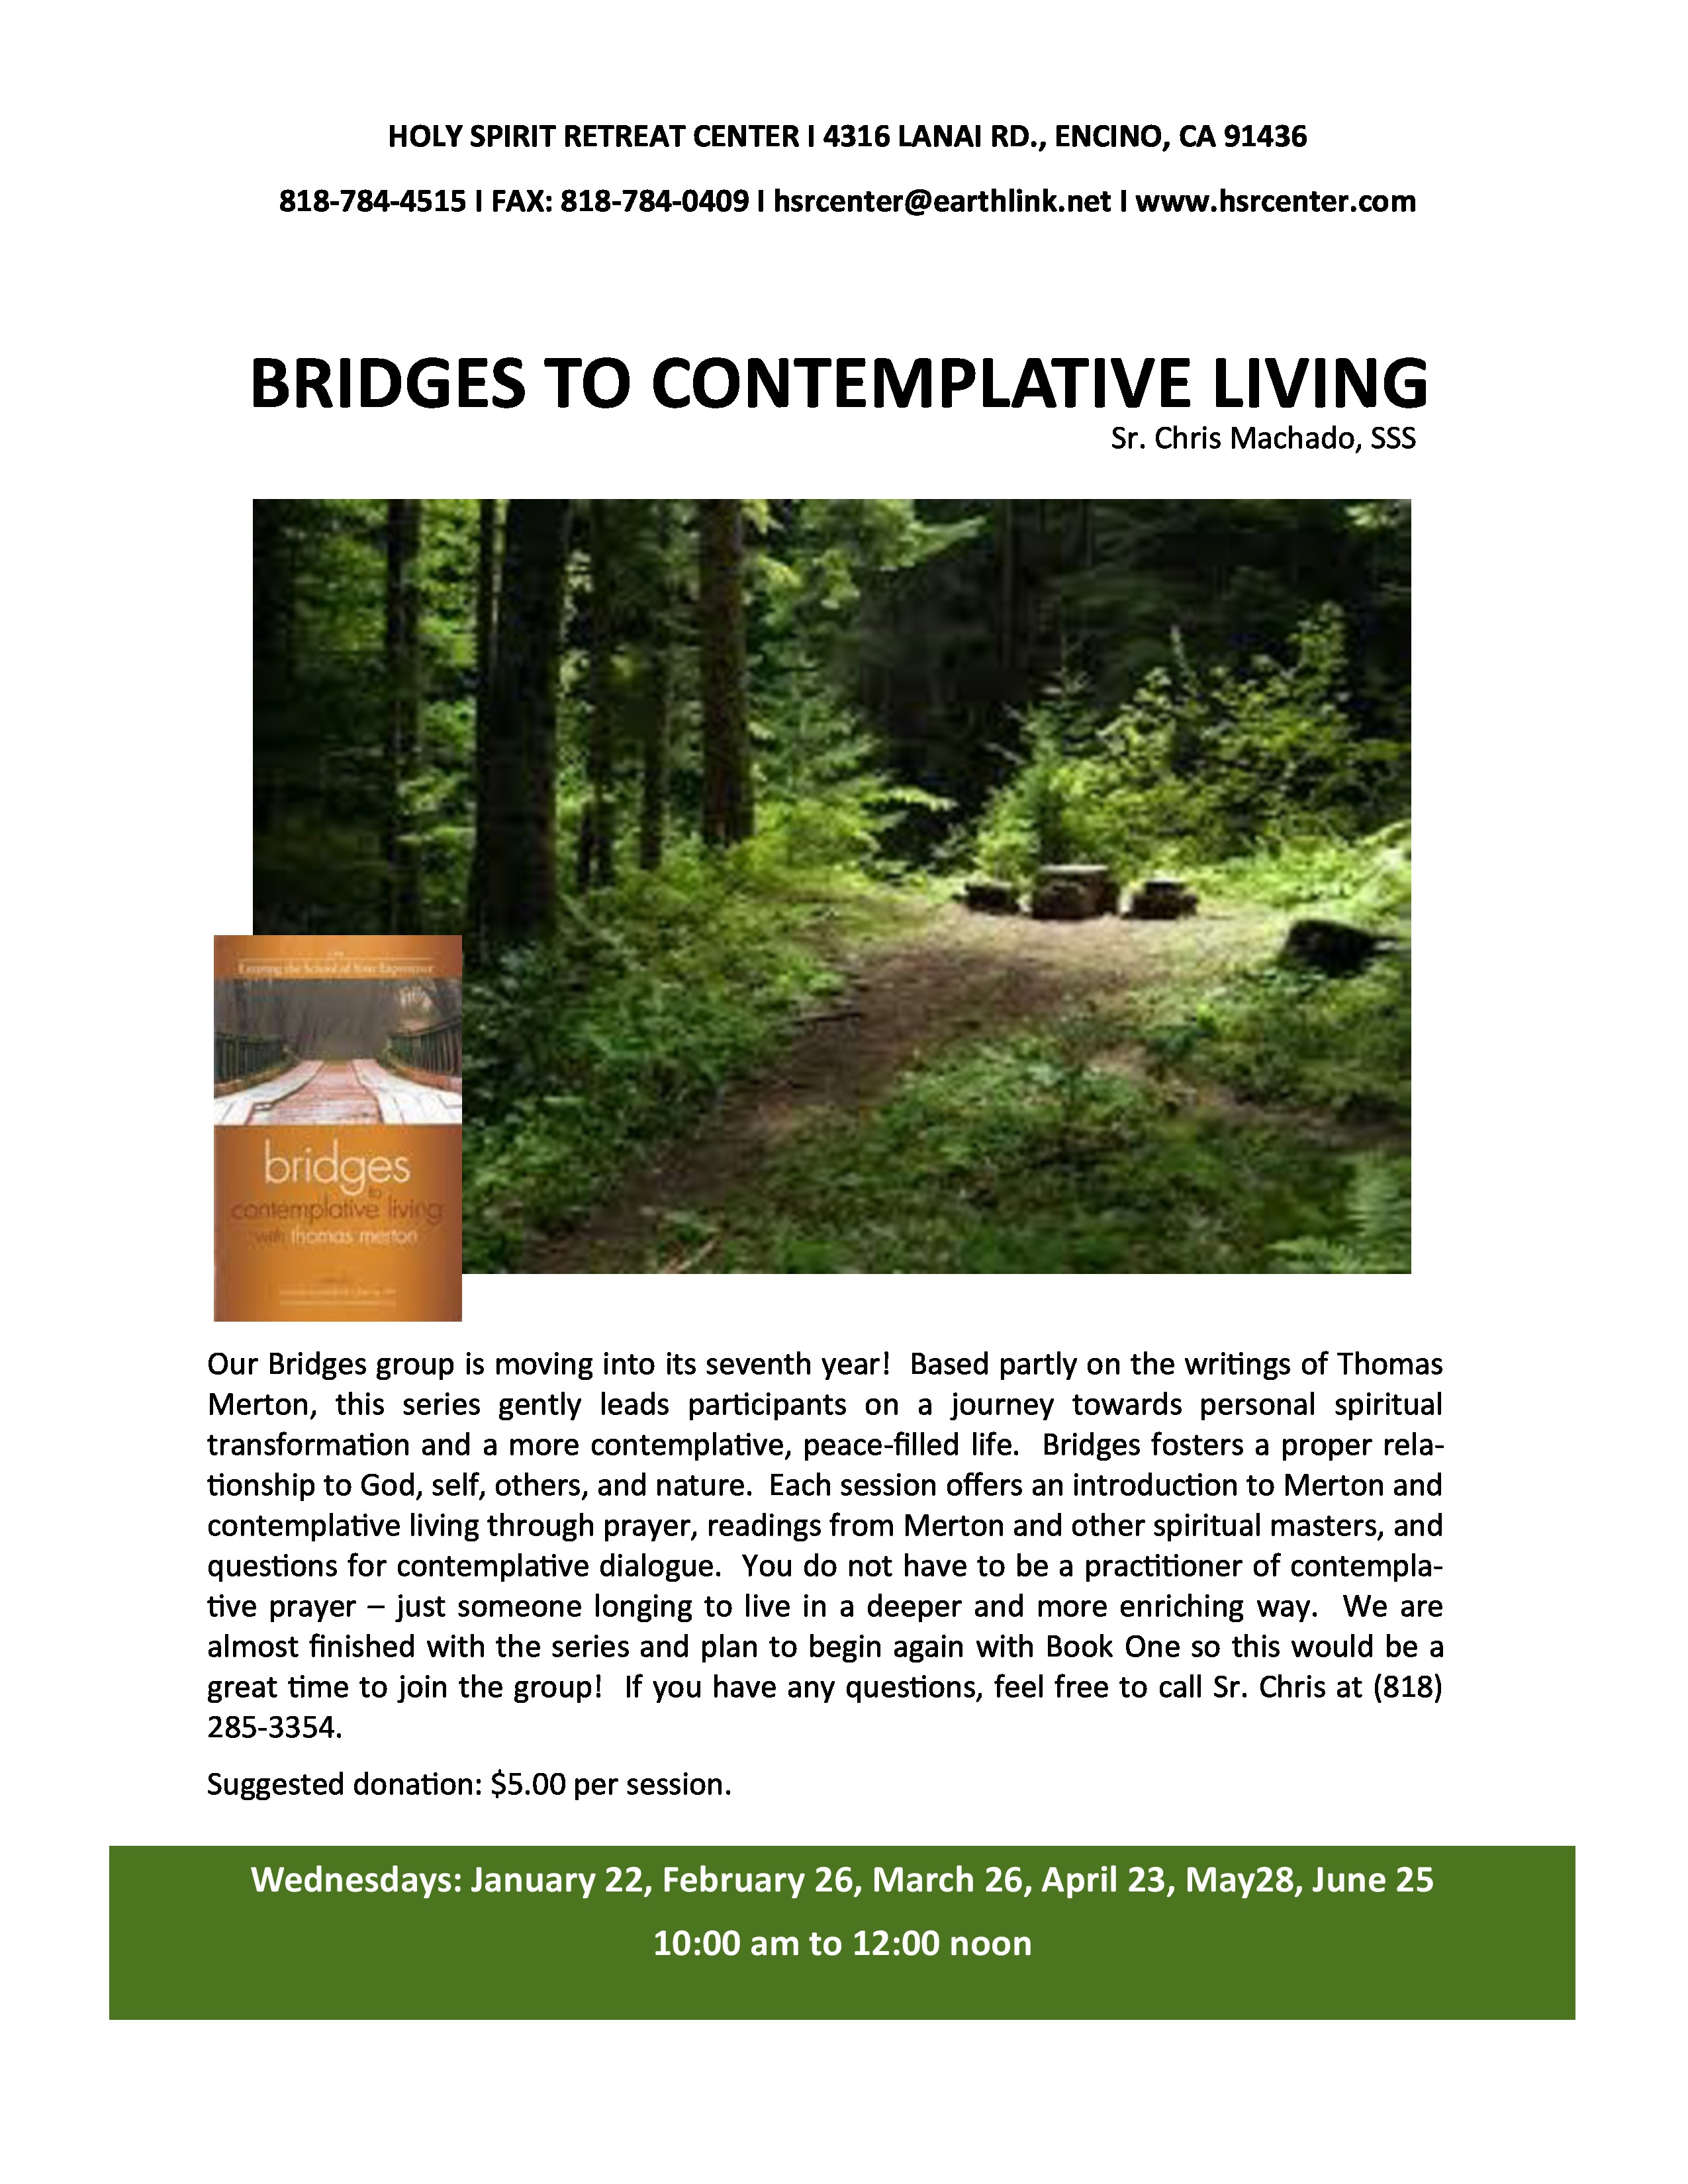 HOLY SPIRIT RETREAT CENTER I 4316 LANAI RD., ENCINO, CA 91436
818-784-4515 I FAX: 818-784-0409 I hsrcenter@earthlink.net I www.hsrcenter.com
BRIDGES TO CONTEMPLATIVE LIVING
Sr. Chris Machado, SSS
Entering the School of Your Experience
bridges
to
contemplative living
with thomas merton
Our Bridges group is moving into its seventh year!  Based partly on the writings of Thomas
Merton, this series gently leads participants on a journey towards personal spiritual
transformation and a more contemplative, peace-filled life.  Bridges fosters a proper rela-
tionship to God, self, others, and nature.  Each session offers an introduction to Merton and
contemplative living through prayer, readings from Merton and other spiritual masters, and
questions for contemplative dialogue.  You do not have to be a practitioner of contempla-
tive prayer – just someone longing to live in a deeper and more enriching way.  We are
almost finished with the series and plan to begin again with Book One so this would be a
great time to join the group!  If you have any questions, feel free to call Sr. Chris at (818)
285-3354.
Suggested donation: $5.00 per session.
Wednesdays: January 22, February 26, March 26, April 23, May28, June 25
10:00 am to 12:00 noon